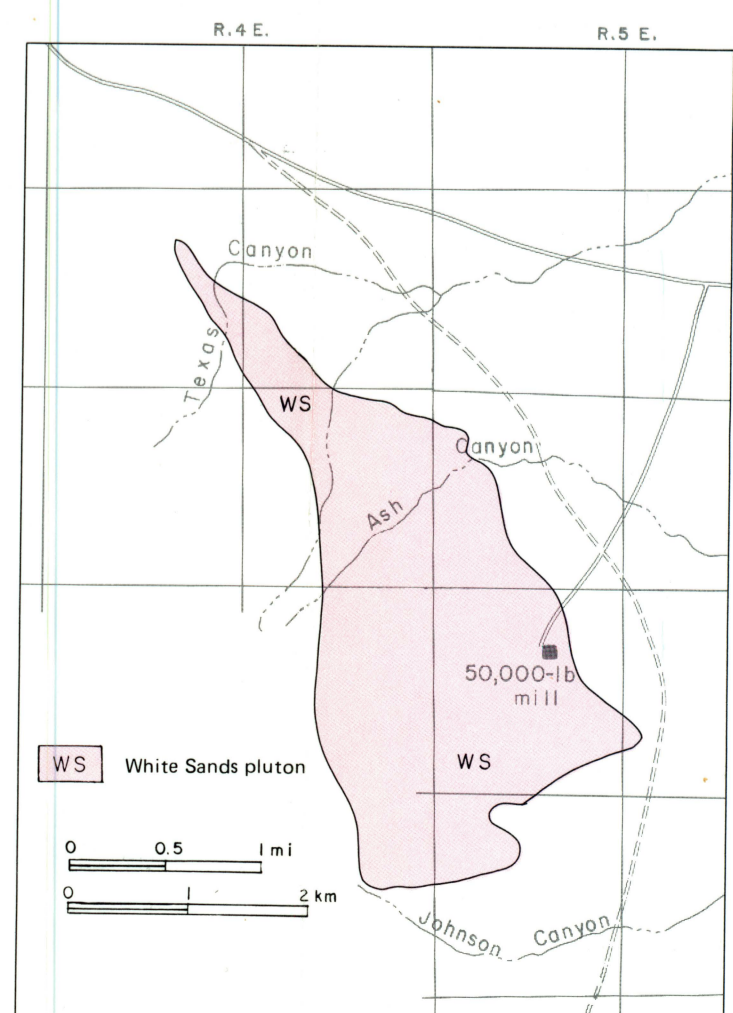 R.4 E.
R.5 E.
Canyon
Texas
WS
Canyon
Ash
50,000-lb
mill
WS
WS White Sands pluton
0 0.5 1 mi
0 1 2 km
Johnson Canyon